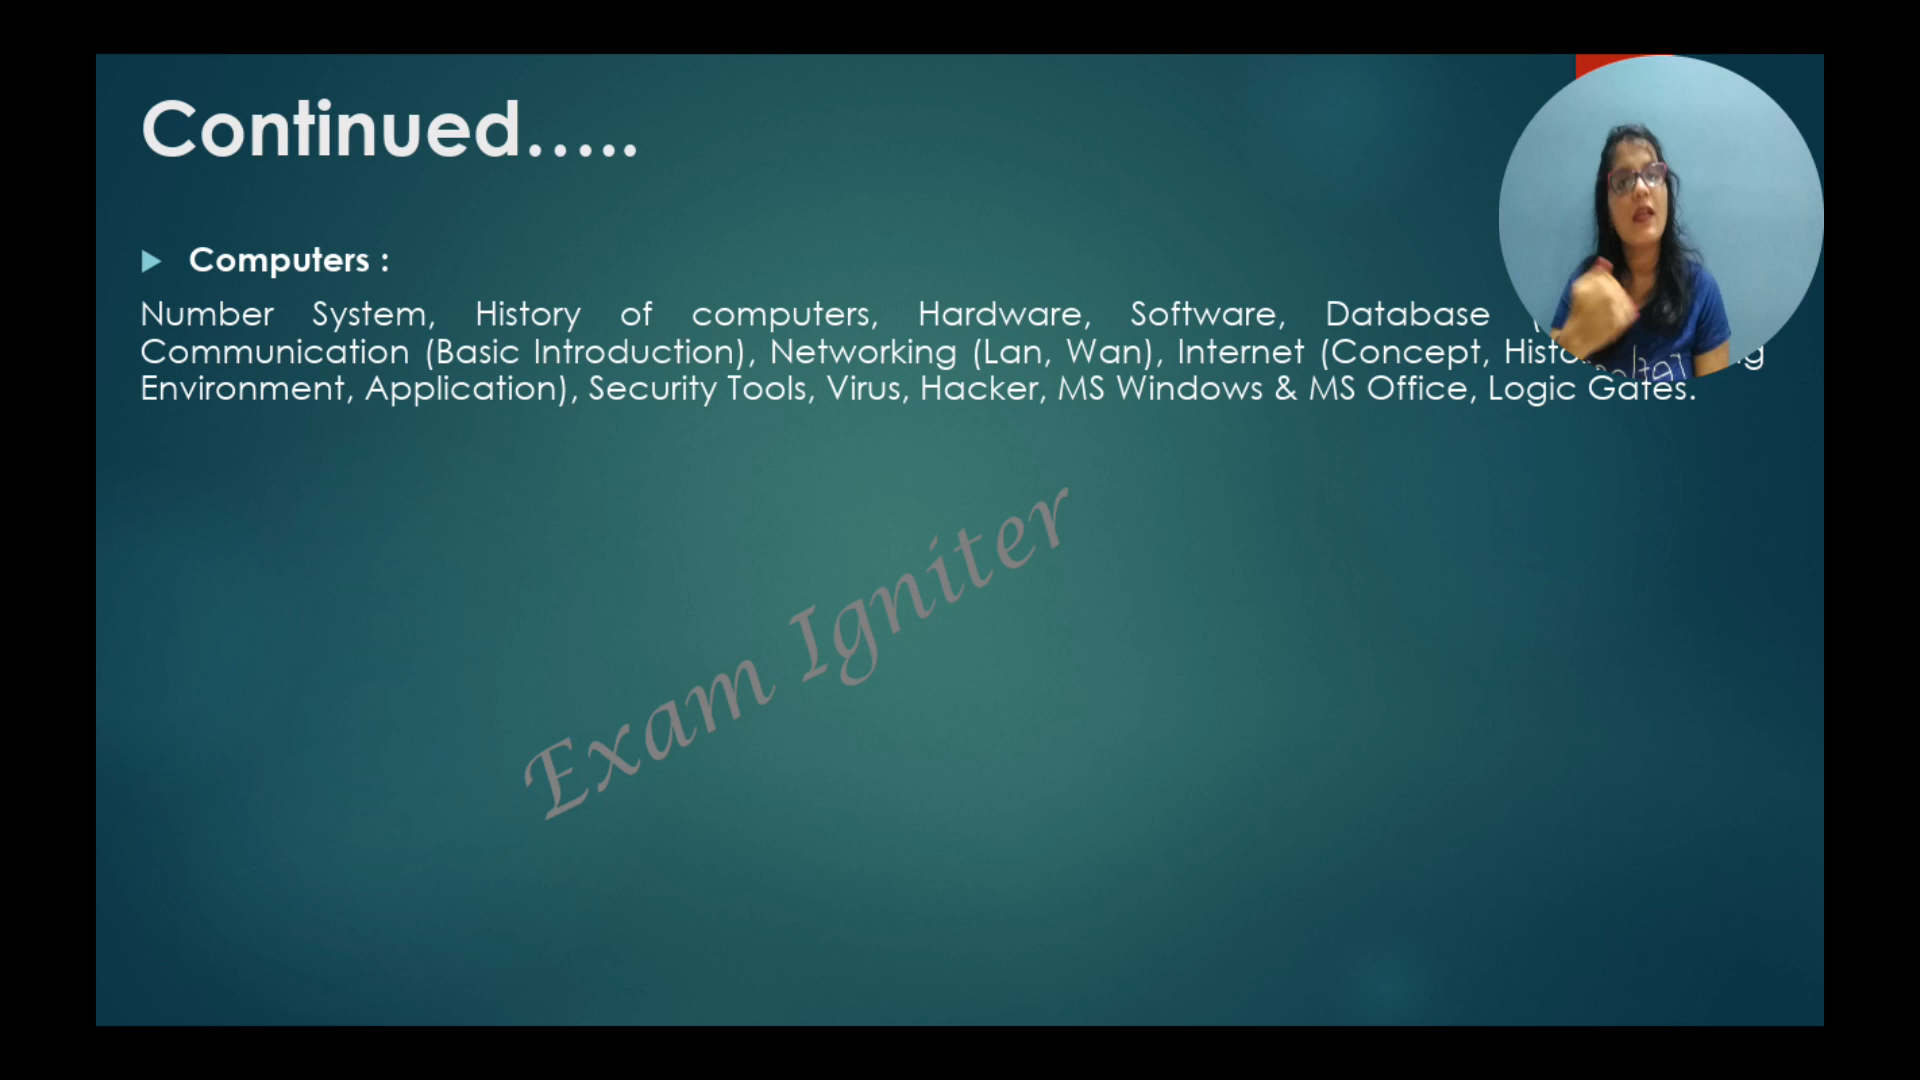 Continued.....
Computers :
Number System, History of computers, Hardware, Software, Database
Communication (Basic Introduction), Networking (Lan, Wan), Internet (Concept,
Environment, Application), Security Tools, Virus, Hacker, MS Windows & MS Office, Logic Gates.
Exam Igniter